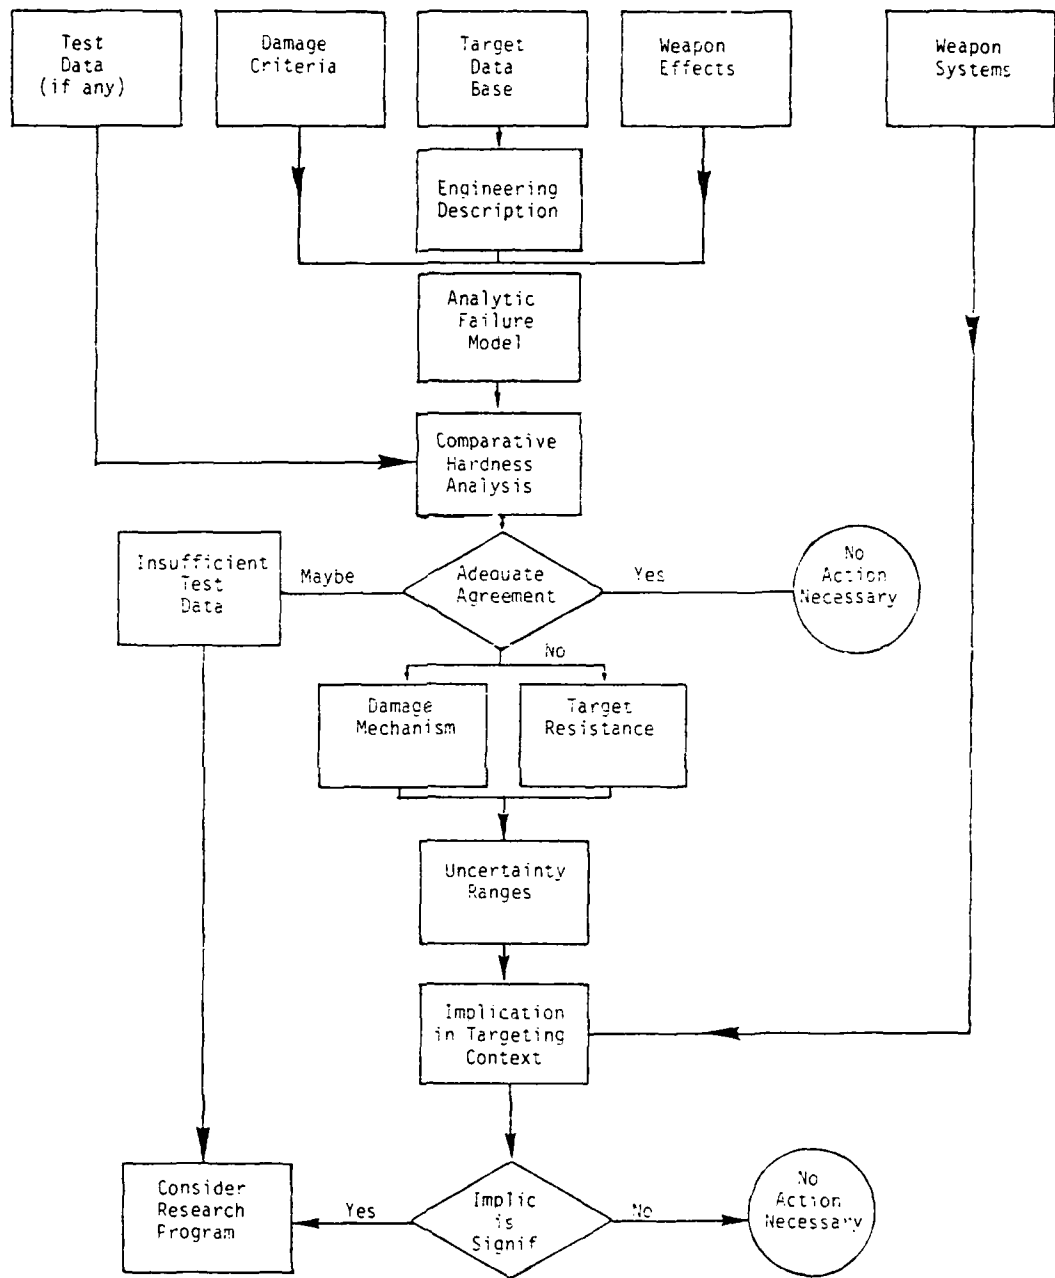 Test
Data
(if any)
Damage
Criteria
Target
Data
Base
Weapon
Effects
Weapon
Systems
Engineering
Description
Analytic
Failure
Model
Comparative
Hardness
Analysis
Insufficient
Test
Data
Maybe
Adequate
Agreement
Yes
No
Action
Necessary
No
Damage
Mechanism
Target
Resistance
Uncertainty
Ranges
Implication
in Targeting
Context
Consider
Research
Program
Yes
Implic
is
Signif
No
No
Action
Necessary